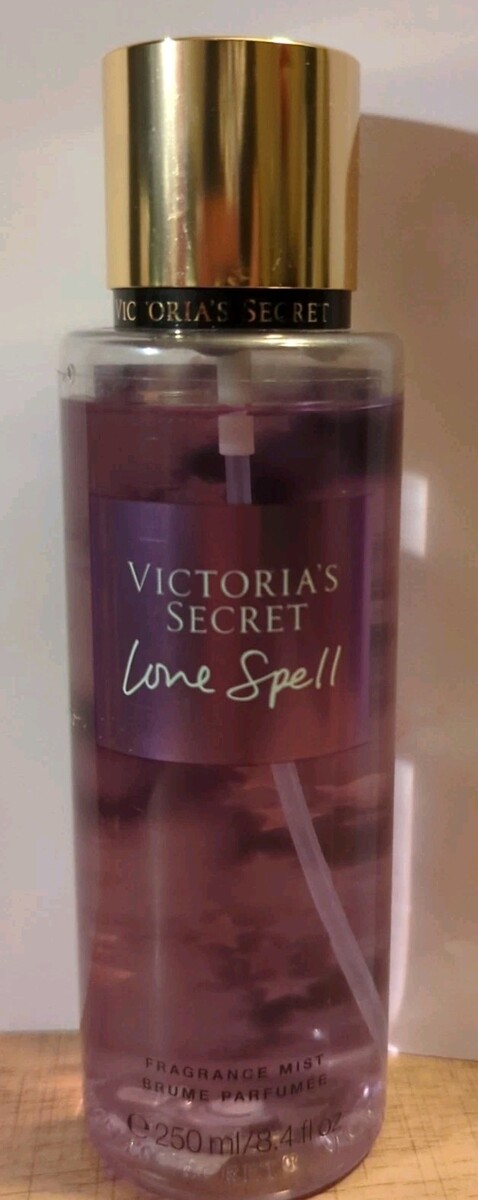 VICTORIA'S SECRET
VICTORIA'S
SECRET
Love Spell
FRAGRANCE MIST
BRUME PARFUMÉE
℮ 250 ml/8.4 fl oz